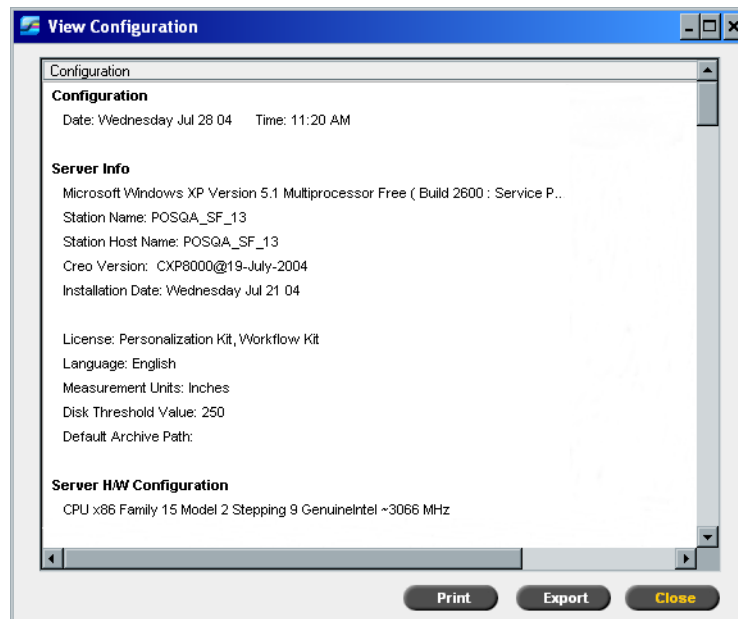 View Configuration
Configuration
Configuration
Date: Wednesday Jul 28 04 Time: 11:20 AM
Server Info
Microsoft Windows XP Version 5.1 Multiprocessor Free ( Build 2600 : Service P..
Station Name: POSQA_SF_13
Station Host Name: POSQA_SF_13
Creo Version: CXP8000@19-July-2004
Installation Date: Wednesday Jul 21 04
License: Personalization Kit, Workflow Kit
Language: English
Measurement Units: Inches
Disk Threshold Value: 250
Default Archive Path:
Server H/W Configuration
CPU x86 Family 15 Model 2 Stepping 9 GenuineIntel ~3066 MHz
Print Export Close